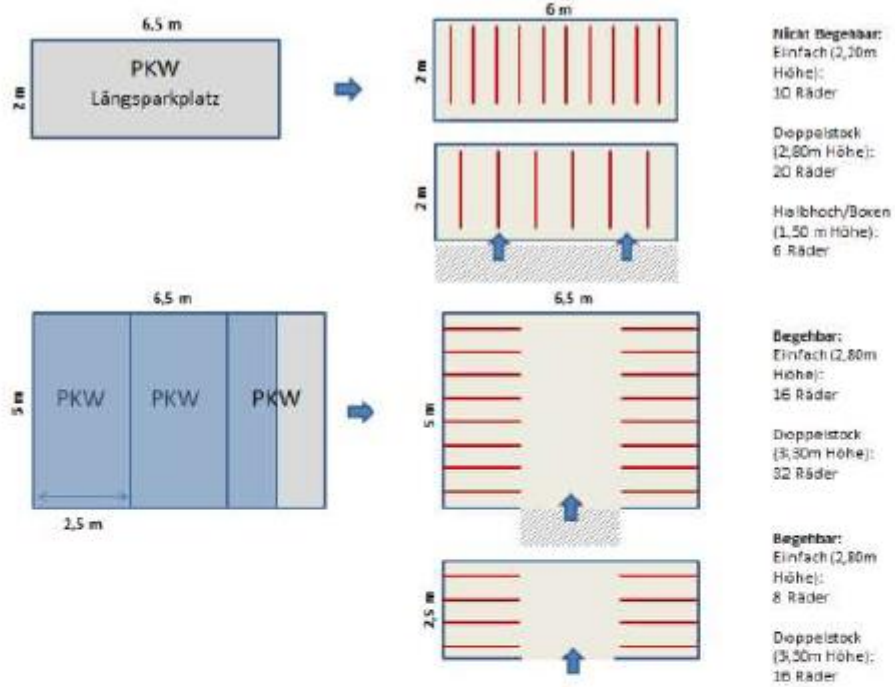 6,5 m
PKW
Längsparkplatz
2 m
6 m
2 m
2 m
Nicht Begehbar:
Einfach (2,20m
Höhe):
10 Räder
Doppelstock
(2,80m Höhe):
20 Räder
Halbhoch/Boxen
(1,50 m Höhe):
6 Räder
6,5 m
5 m
PKW
PKW
PKW
2,5 m
6,5 m
5 m
2,5 m
Begehbar:
Einfach (2,80m
Höhe):
16 Räder
Doppelstock
(3,30m Höhe):
32 Räder
Begehbar:
Einfach (2,80m
Höhe):
8 Räder
Doppelstock
(3,30m Höhe):
16 Räder